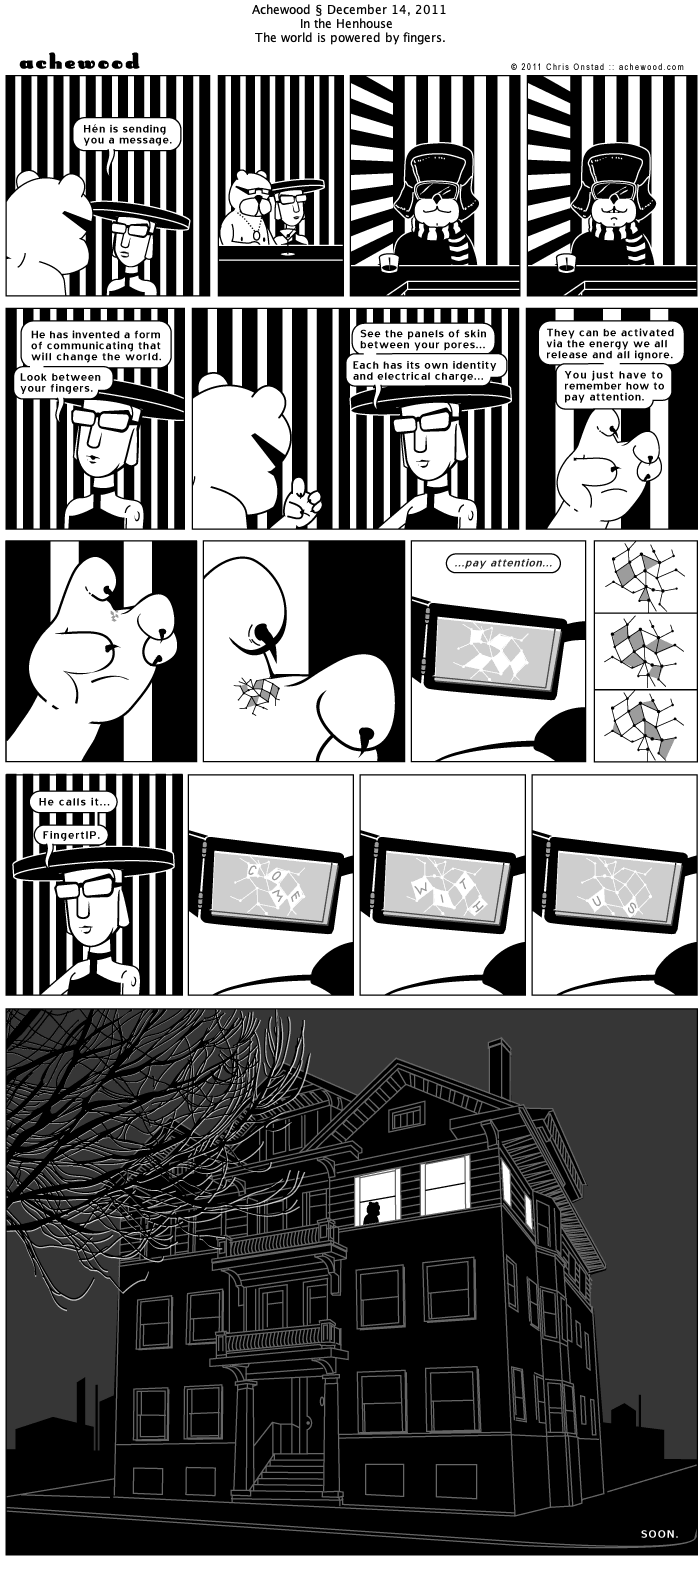 Achewood § December 14, 2011
In the Henhouse
The world is powered by fingers.
achewood
© 2011 Chris Onstad :: achewood.com
Hén is sending
you a message.
He has invented a form
of communicating that
will change the world.
Look between
your fingers.
See the panels of skin
between your pores...
Each has its own identity
and electrical charge...
They can be activated
via the energy we all
release and all ignore.
You just have to
remember how to
pay attention.
...pay attention...
He calls it...
FingertIP.
COME
WITH
US
SOON.